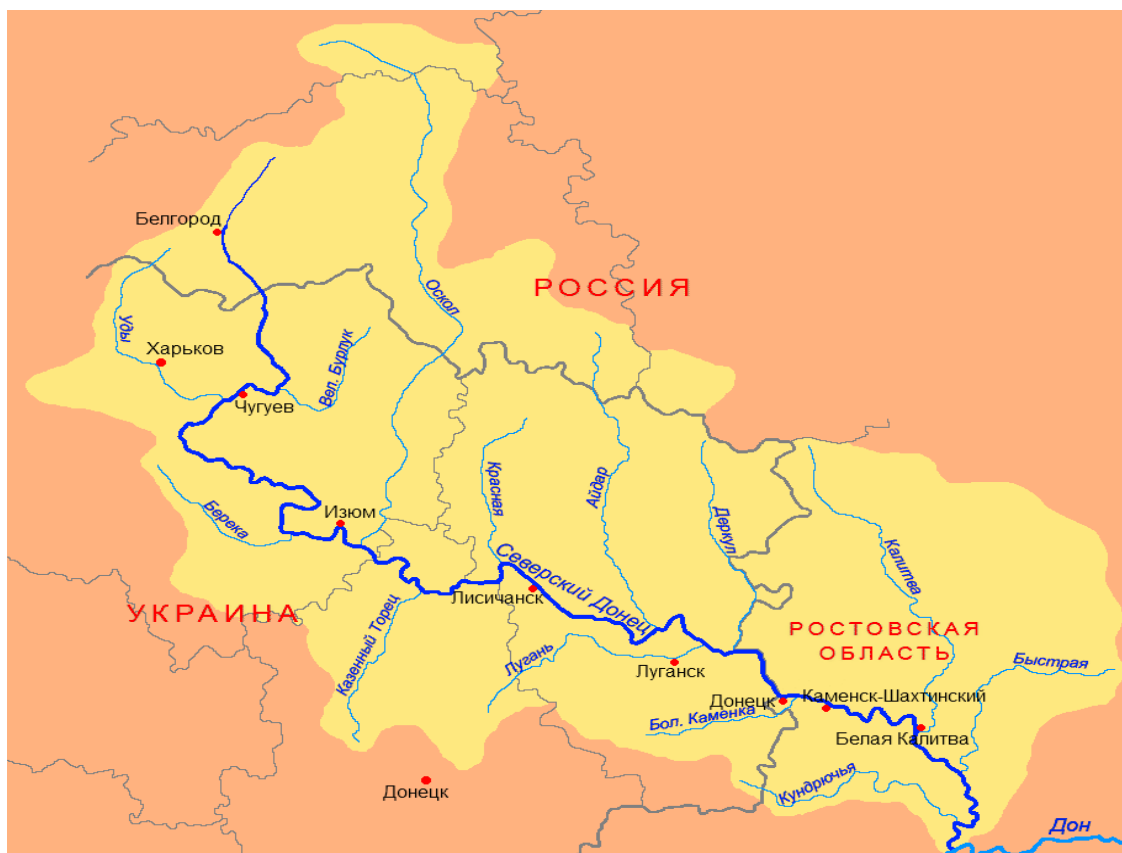 Белгород
Оскол
РОССИЯ
Уды
Харьков
Вел. Бурлук
Чугуев
Берека
Изюм
Красная
Айдар
Деркул
Калитва
Северский Донец
Лисичанск
УКРАИНА
Казенный Торец
Лугань
Луганск
РОСТОВСКАЯ
ОБЛАСТЬ
Быстрая
Донецк
Каменск-Шахтинский
Бол. Каменка
Белая Калитва
Кундрючья
Донецк
Дон